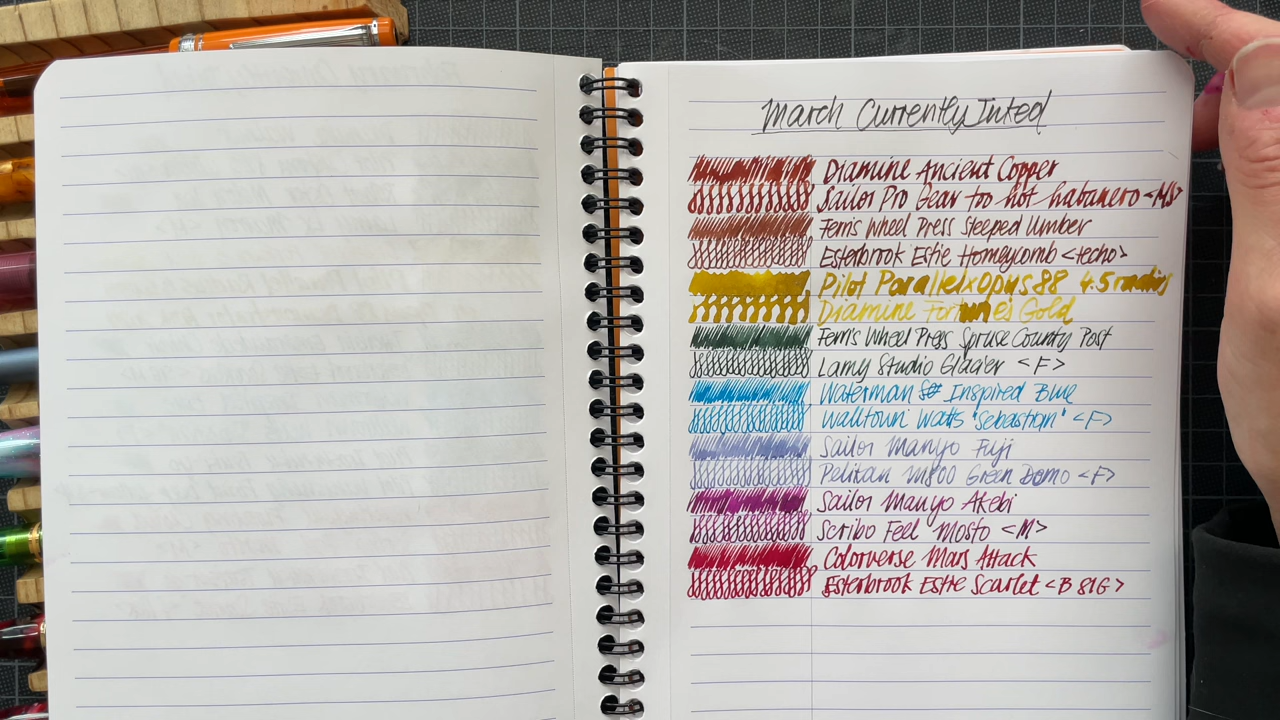 March Currently Inked
Diamine Ancient Copper
Sailor Pro Gear too hot habanero <MS>
Ferris Wheel Press Steeped Umber
Esterbrook Estie Honeycomb <techo>
Pilot Parallel x Opus 88 4.5 radius
Diamine Fortune's Gold
Ferris Wheel Press Spruce County Post
Lamy Studio Glacier <F>
Waterman Inspired Blue
Walltown Watts 'Sebastian' <F>
Sailor Manyo Fuji
Pelikan M800 Green Demo <F>
Sailor Manyo Akebi
Scribo Feel Mosto <M>
Colorverse Mars Attack
Esterbrook Estie Scarlet <B SIG>